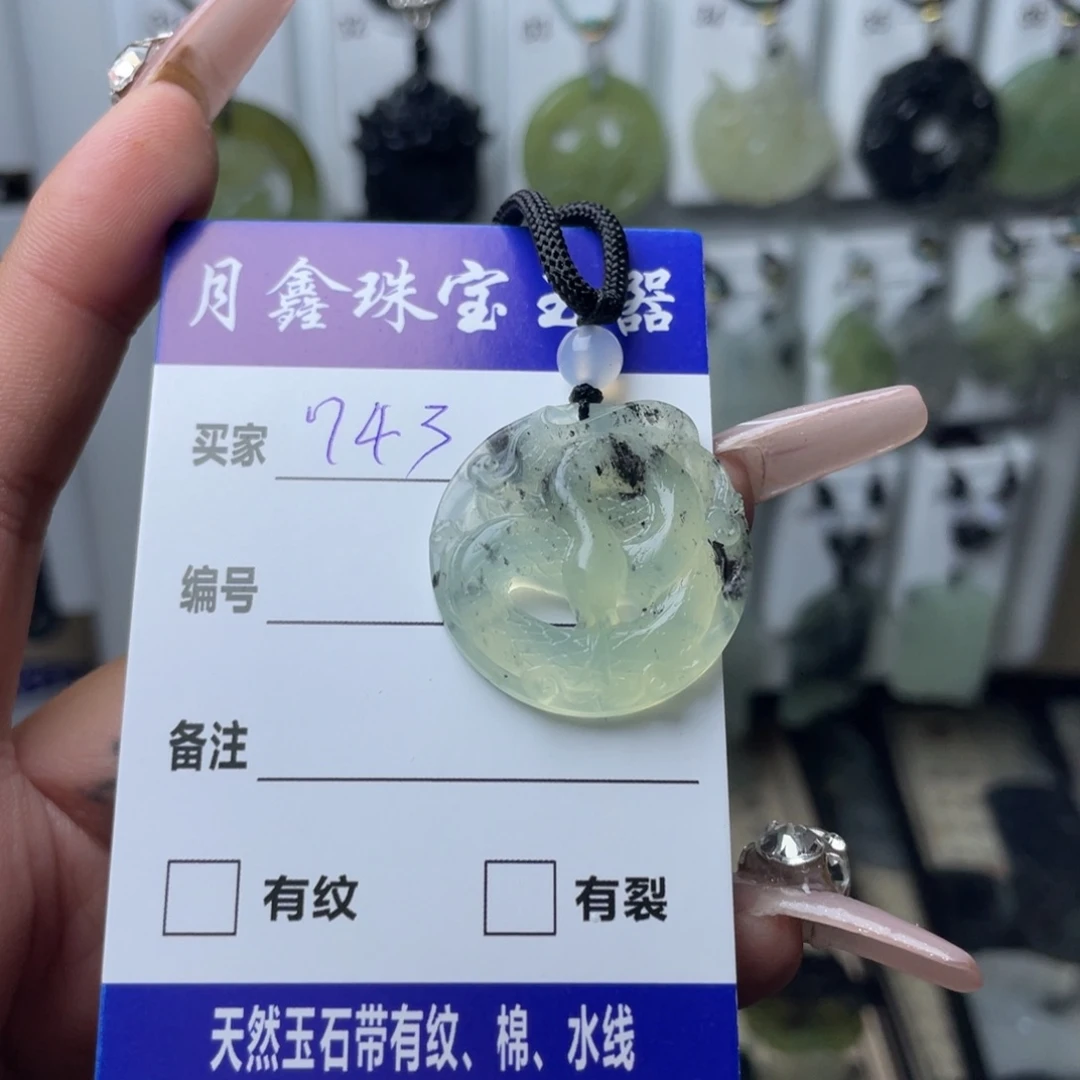 月鑫珠宝玉器
买家 743
编号
备注
有纹 有裂
天然玉石带有纹、棉、水线